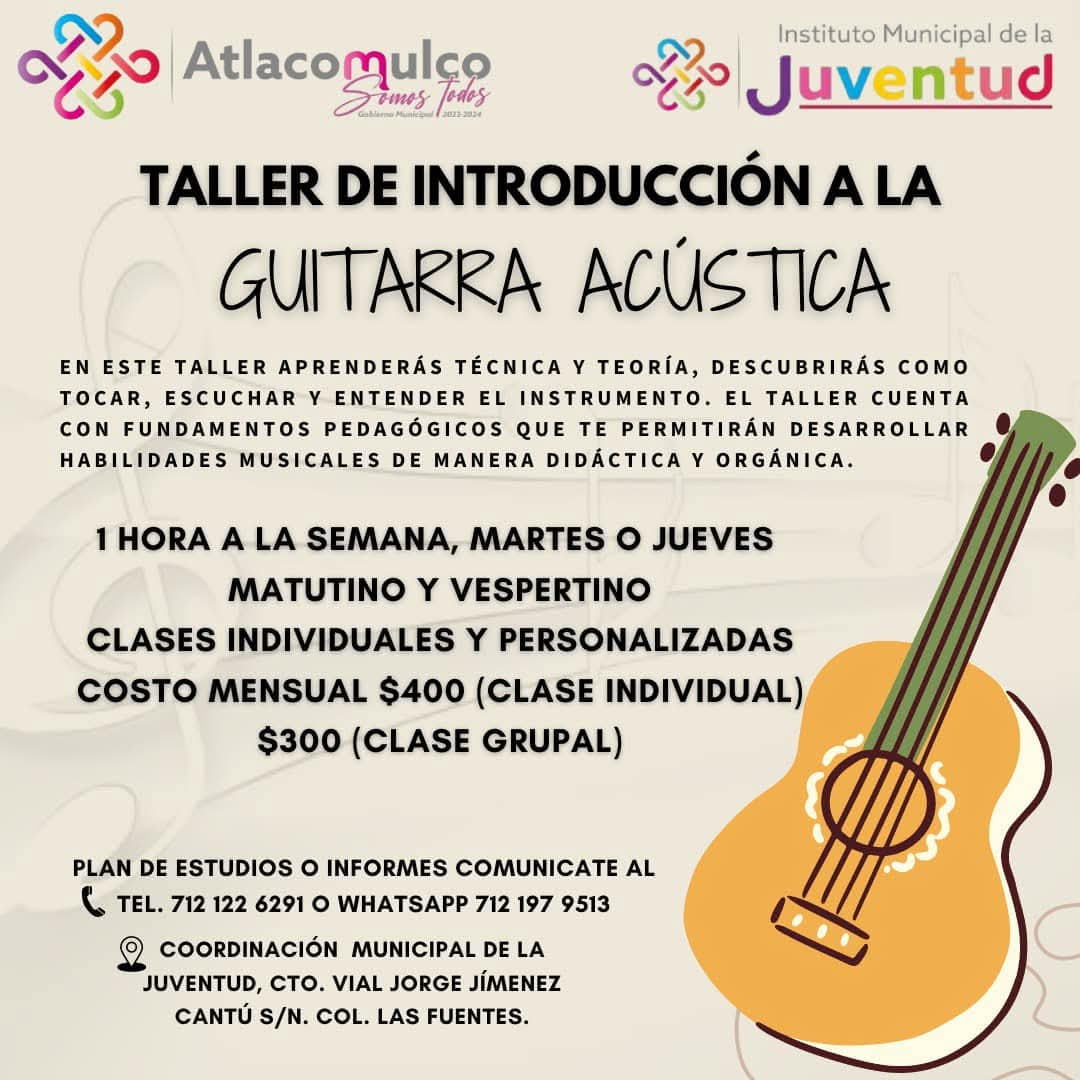 Atlacomulco
Somos Todos
Gobierno Municipal | 2022-2024
Instituto Municipal de la
Juventud
TALLER DE INTRODUCCIÓN A LA
GUITARRA ACÚSTICA
EN ESTE TALLER APRENDERÁS TÉCNICA Y TEORÍA, DESCUBRIRÁS COMO
TOCAR, ESCUCHAR Y ENTENDER EL INSTRUMENTO. EL TALLER CUENTA
CON FUNDAMENTOS PEDAGÓGICOS QUE TE PERMITIRÁN DESARROLLAR
HABILIDADES MUSICALES DE MANERA DIDÁCTICA Y ORGÁNICA.
1 HORA A LA SEMANA, MARTES O JUEVES
MATUTINO Y VESPERTINO
CLASES INDIVIDUALES Y PERSONALIZADAS
COSTO MENSUAL $400 (CLASE INDIVIDUAL)
$300 (CLASE GRUPAL)
PLAN DE ESTUDIOS O INFORMES COMUNICATE AL
TEL. 712 122 6291 O WHATSAPP 712 197 9513
COORDINACIÓN MUNICIPAL DE LA
JUVENTUD, CTO. VIAL JORGE JÍMENEZ
CANTÚ S/N. COL. LAS FUENTES.